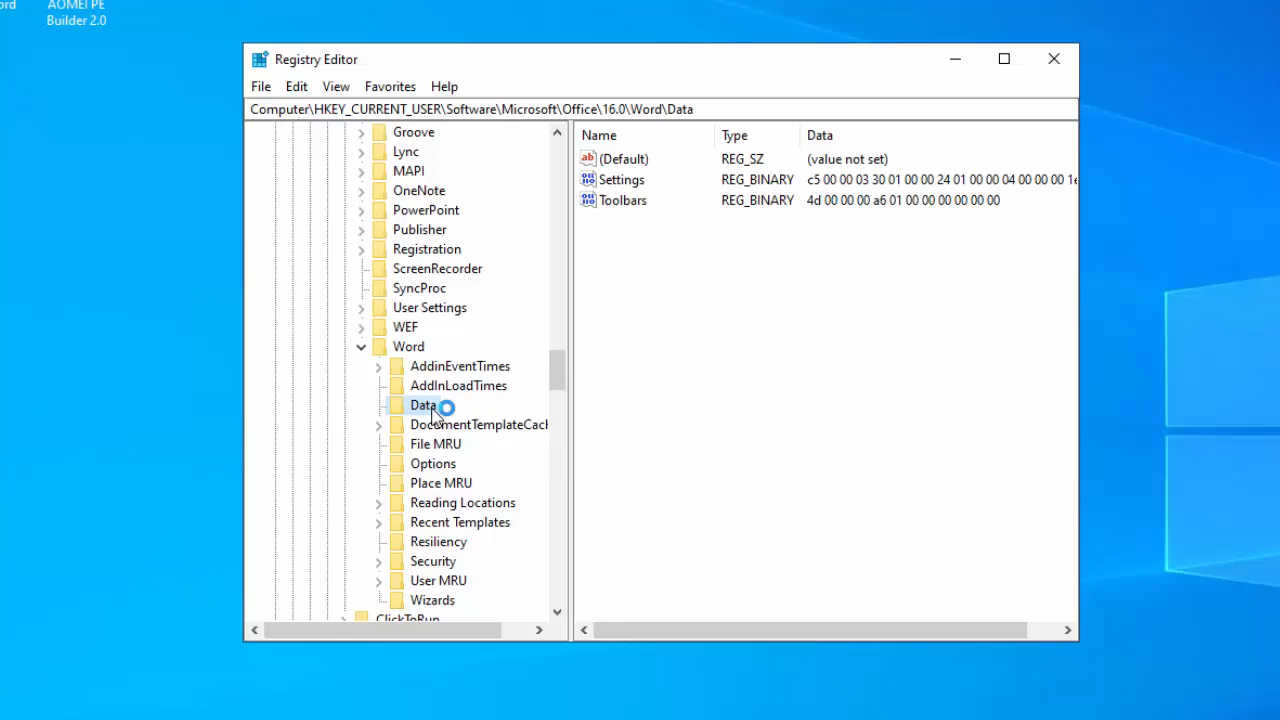 ord
AOMEI PE
Builder 2.0
Registry Editor
File Edit View Favorites Help
Computer\HKEY_CURRENT_USER\Software\Microsoft\Office\16.0\Word\Data
Name Type Data
Groove
Lync
MAPI
OneNote
PowerPoint
Publisher
Registration
ScreenRecorder
SyncProc
User Settings
WEF
Word
AddinEventTimes
AddInLoadTimes
Data
DocumentTemplateCach
File MRU
Options
Place MRU
Reading Locations
Recent Templates
Resiliency
Security
User MRU
Wizards
ClickToRun
ab (Default) REG_SZ (value not set)
Settings REG_BINARY c5 00 00 03 30 01 00 00 24 01 00 00 04 00 00 00 1e
Toolbars REG_BINARY 4d 00 00 00 a6 01 00 00 00 00 00 00